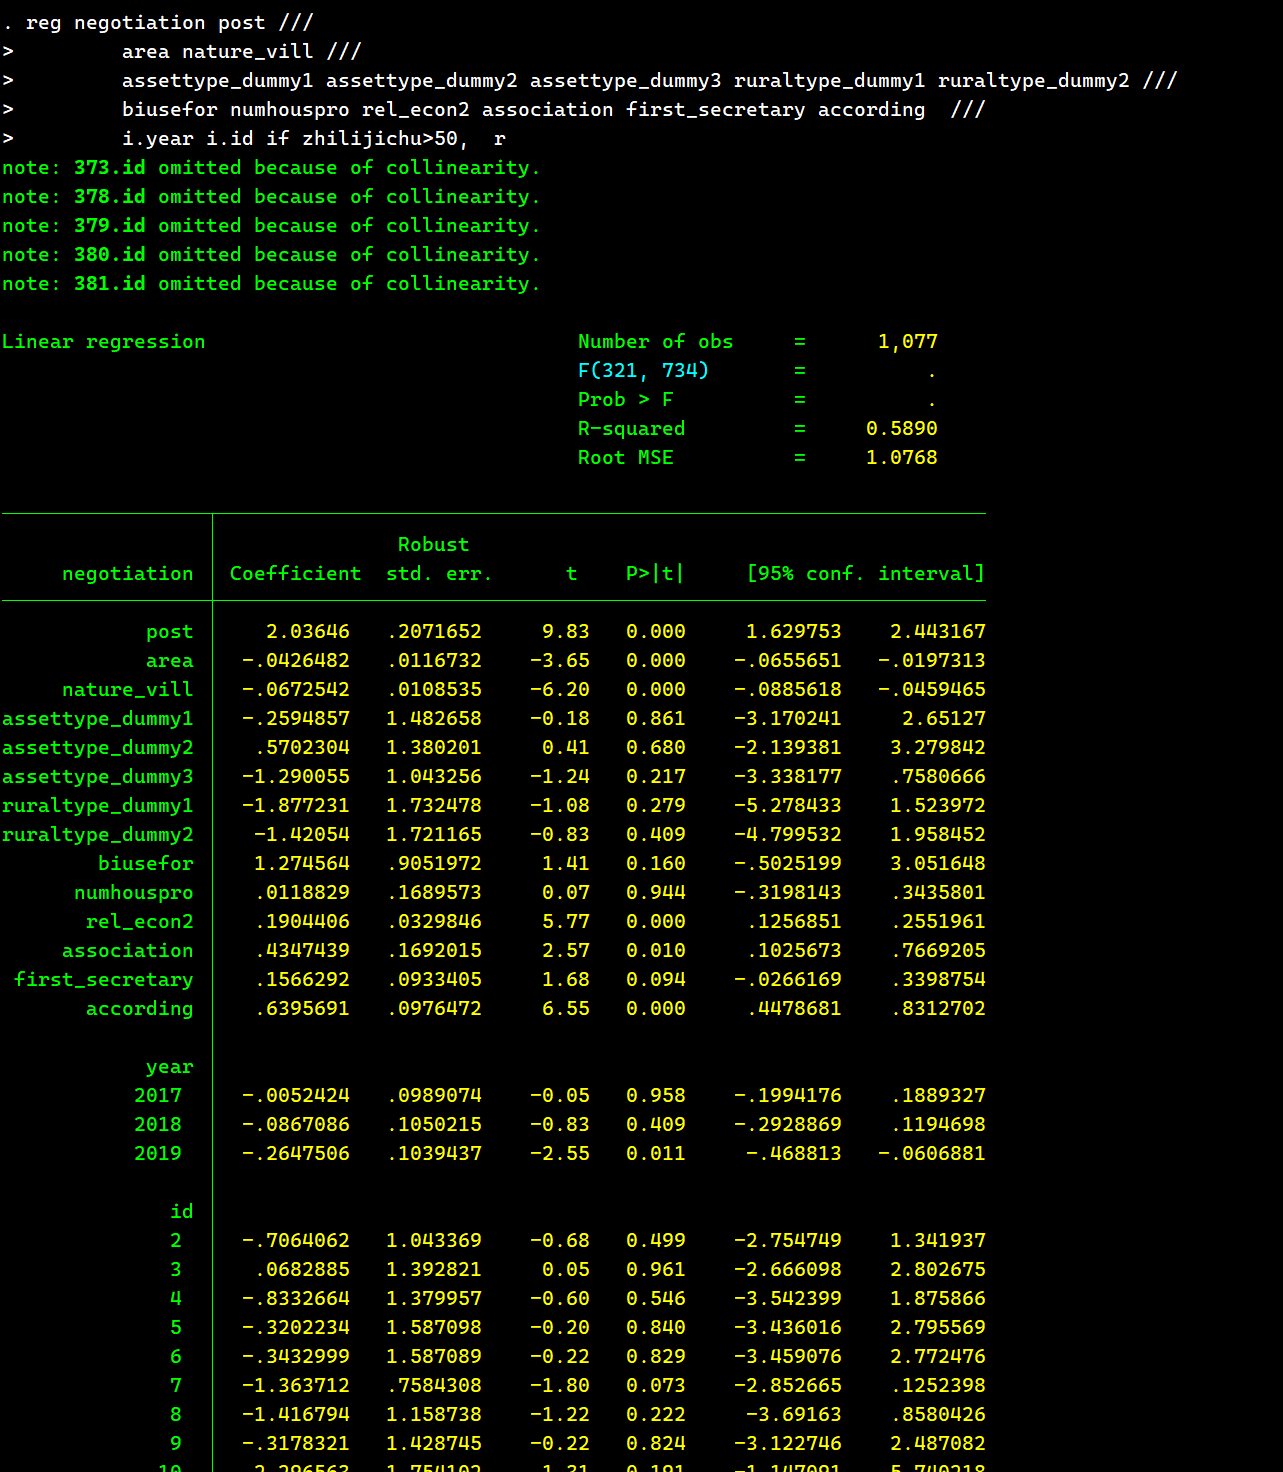 . reg negotiation post ///
> area nature_vill ///
> assettype_dummy1 assettype_dummy2 assettype_dummy3 ruraltype_dummy1 ruraltype_dummy2 ///
> biusefor numhouspro rel_econ2 association first_secretary according ///
> i.year i.id if zhilijichu>50, r
note: 373.id omitted because of collinearity.
note: 378.id omitted because of collinearity.
note: 379.id omitted because of collinearity.
note: 380.id omitted because of collinearity.
note: 381.id omitted because of collinearity.
Linear regression Number of obs = 1,077
F(321, 734) = .
Prob > F = .
R-squared = 0.5890
Root MSE = 1.0768
Robust
negotiation Coefficient std. err. t P>|t| [95% conf. interval]
post 2.03646 .2071652 9.83 0.000 1.629753 2.443167
area -.0426482 .0116732 -3.65 0.000 -.0655651 -.0197313
nature_vill -.0672542 .0108535 -6.20 0.000 -.0885618 -.0459465
assettype_dummy1 -.2594857 1.482658 -0.18 0.861 -3.170241 2.65127
assettype_dummy2 .5702304 1.380201 0.41 0.680 -2.139381 3.279842
assettype_dummy3 -1.290055 1.043256 -1.24 0.217 -3.338177 .7580666
ruraltype_dummy1 -1.877231 1.732478 -1.08 0.279 -5.278433 1.523972
ruraltype_dummy2 -1.42054 1.721165 -0.83 0.409 -4.799532 1.958452
biusefor 1.274564 .9051972 1.41 0.160 -.5025199 3.051648
numhouspro .0118829 .1689573 0.07 0.944 -.3198143 .3435801
rel_econ2 .1904406 .0329846 5.77 0.000 .1256851 .2551961
association .4347439 .1692015 2.57 0.010 .1025673 .7669205
first_secretary .1566292 .0933405 1.68 0.094 -.0266169 .3398754
according .6395691 .0976472 6.55 0.000 .4478681 .8312702
year
2017 -.0052424 .0989074 -0.05 0.958 -.1994176 .1889327
2018 -.0867086 .1050215 -0.83 0.409 -.2928869 .1194698
2019 -.2647506 .1039437 -2.55 0.011 -.468813 -.0606881
id
2 -.7064062 1.043369 -0.68 0.499 -2.754749 1.341937
3 .0682885 1.392821 0.05 0.961 -2.666098 2.802675
4 -.8332664 1.379957 -0.60 0.546 -3.542399 1.875866
5 -.3202234 1.587098 -0.20 0.840 -3.436016 2.795569
6 -.3432999 1.587089 -0.22 0.829 -3.459076 2.772476
7 -1.363712 .7584308 -1.80 0.073 -2.852665 .1252398
8 -1.416794 1.158738 -1.22 0.222 -3.69163 .8580426
9 -.3178321 1.428745 -0.22 0.824 -3.122746 2.487082